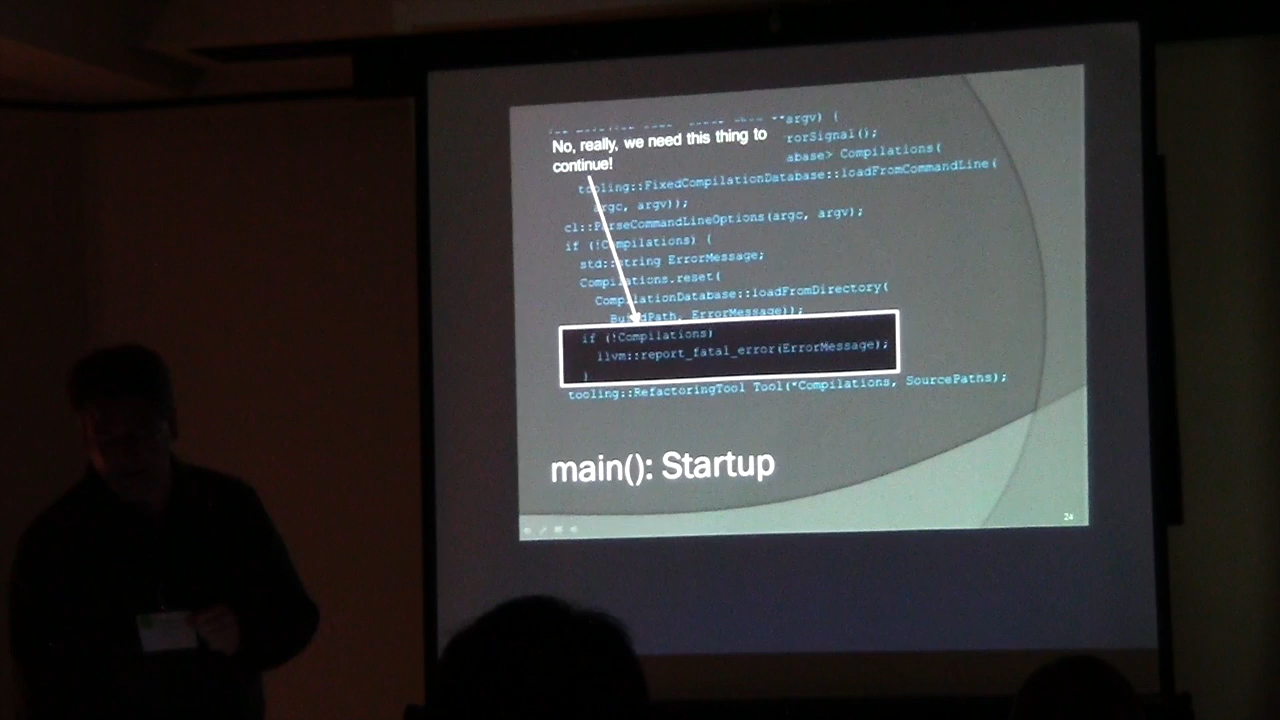 **argv) {
No, really, we need this thing to
continue!
rorSignal();
abase> Compilations(
tooling::FixedCompilationDatabase::loadFromCommandLine(
argc, argv));
cl::ParseCommandLineOptions(argc, argv);
if (!Compilations) {
std::string ErrorMessage;
Compilations.reset(
CompilationDatabase::loadFromDirectory(
BuildPath, ErrorMessage));
if (!Compilations)
llvm::report_fatal_error(ErrorMessage);
}
tooling::RefactoringTool Tool(*Compilations, SourcePaths);
main(): Startup
24